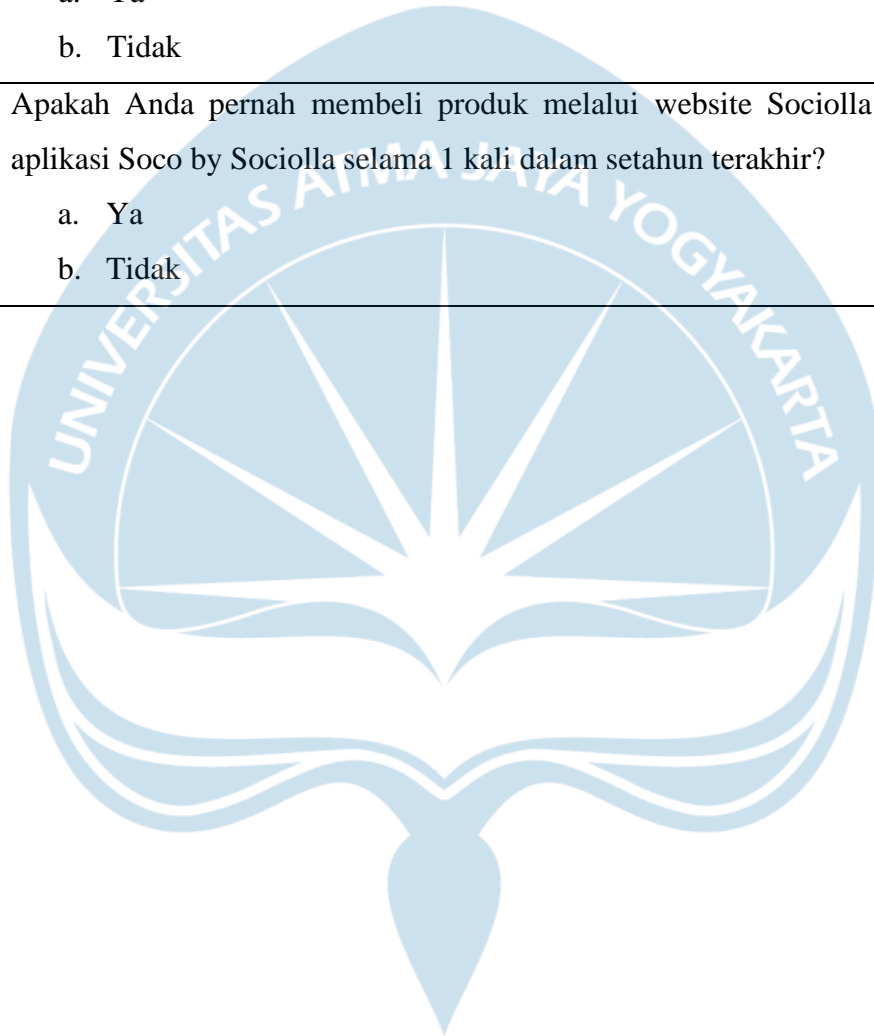 a. Ya
b. Tidak
Apakah Anda pernah membeli produk melalui website Sociolla
aplikasi Soco by Sociolla selama 1 kali dalam setahun terakhir?
a. Ya
b. Tidak
UNIVERSITAS ATMA JAYA YOGYAKARTA